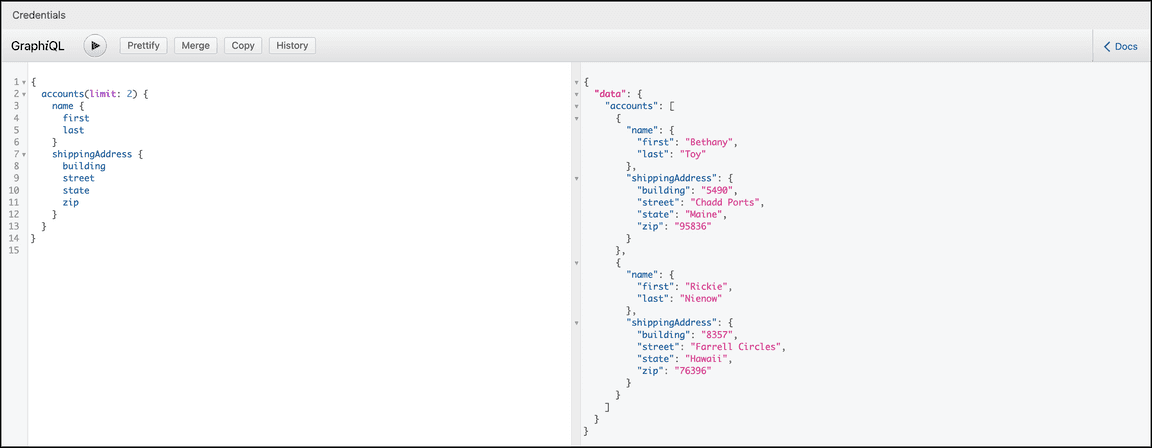 Credentials
GraphiQL Prettify Merge Copy History Docs
1 {
2 accounts(limit: 2) {
3 name {
4 first
5 last
6 }
7 shippingAddress {
8 building
9 street
10 state
11 zip
12 }
13 }
14 }
15
{
"data": {
"accounts": [
{
"name": {
"first": "Bethany",
"last": "Toy"
},
"shippingAddress": {
"building": "5490",
"street": "Chadd Ports",
"state": "Maine",
"zip": "95836"
}
},
{
"name": {
"first": "Rickie",
"last": "Nienow"
},
"shippingAddress": {
"building": "8357",
"street": "Farrell Circles",
"state": "Hawaii",
"zip": "76396"
}
}
]
}
}